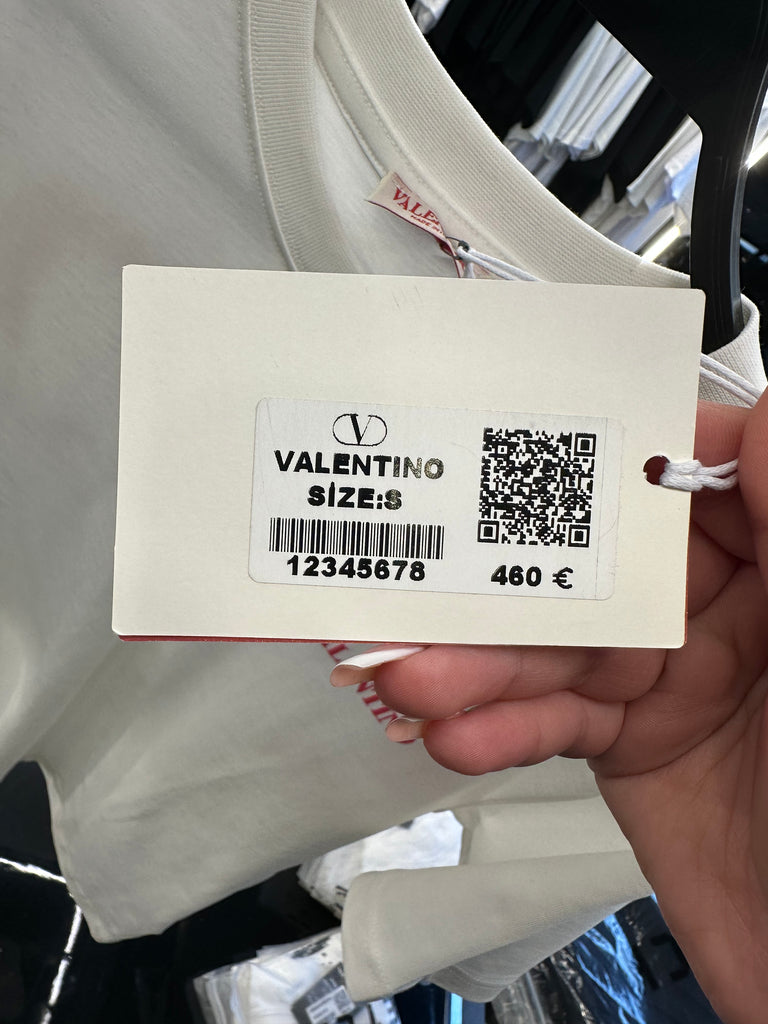 V
VALENTINO
SİZE:S
12345678
460 €